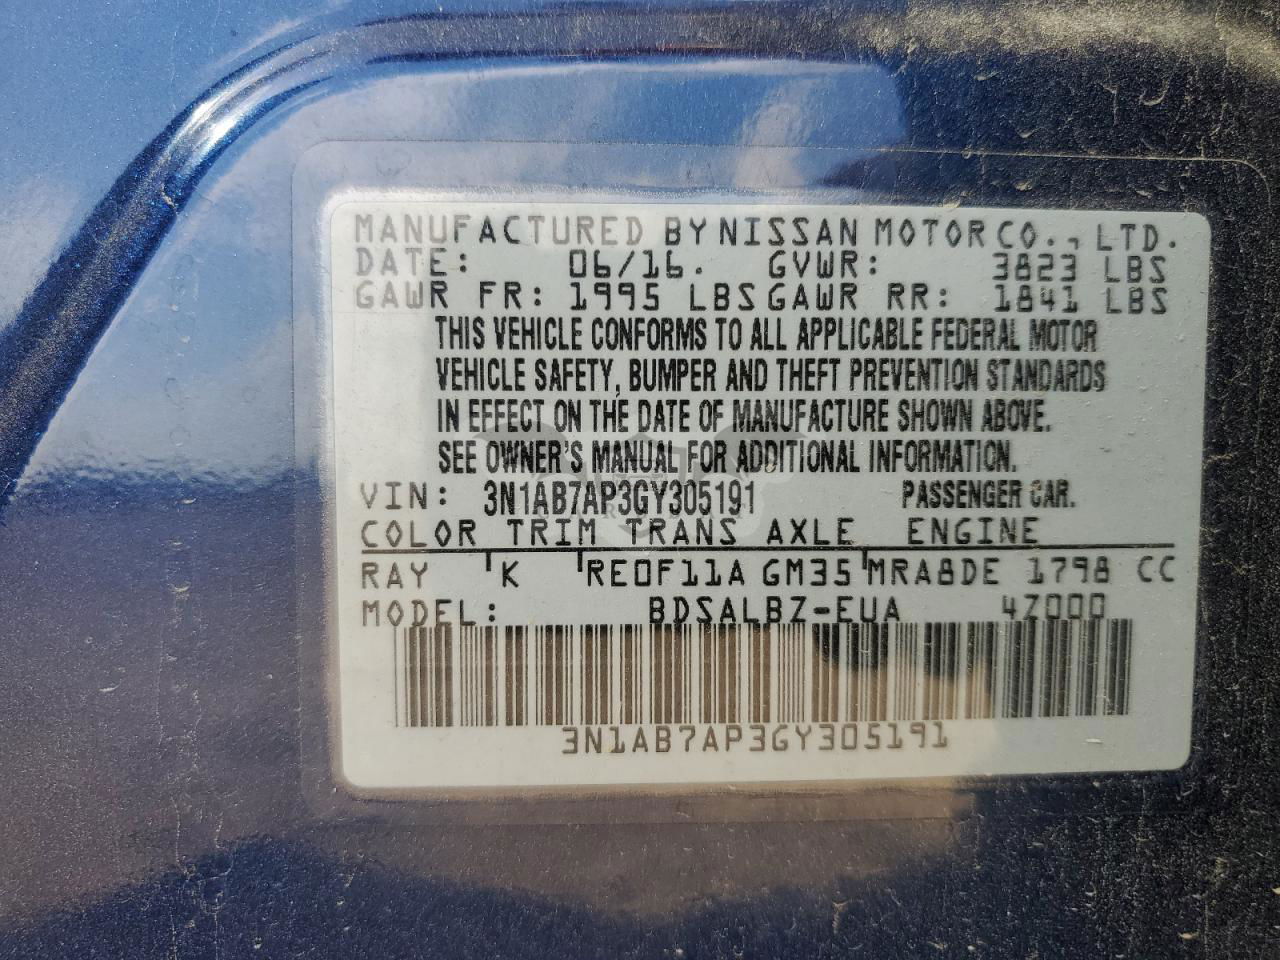 MANUFACTURED BY NISSAN MOTOR CO., LTD.
DATE: 06/16. GVWR: 3823 LBS
GAWR FR: 1995 LBS GAWR RR: 1841 LBS
THIS VEHICLE CONFORMS TO ALL APPLICABLE FEDERAL MOTOR
VEHICLE SAFETY, BUMPER AND THEFT PREVENTION STANDARDS
IN EFFECT ON THE DATE OF MANUFACTURE SHOWN ABOVE.
SEE OWNER'S MANUAL FOR ADDITIONAL INFORMATION.
VIN: 3N1AB7AP3GY305191 PASSENGER CAR.
COLOR TRIM TRANS AXLE ENGINE
RAY K RE0F11A GM35 MRA8DE 1798 CC
MODEL: BDSALBZ-EUA 4Z000
3N1AB7AP3GY305191